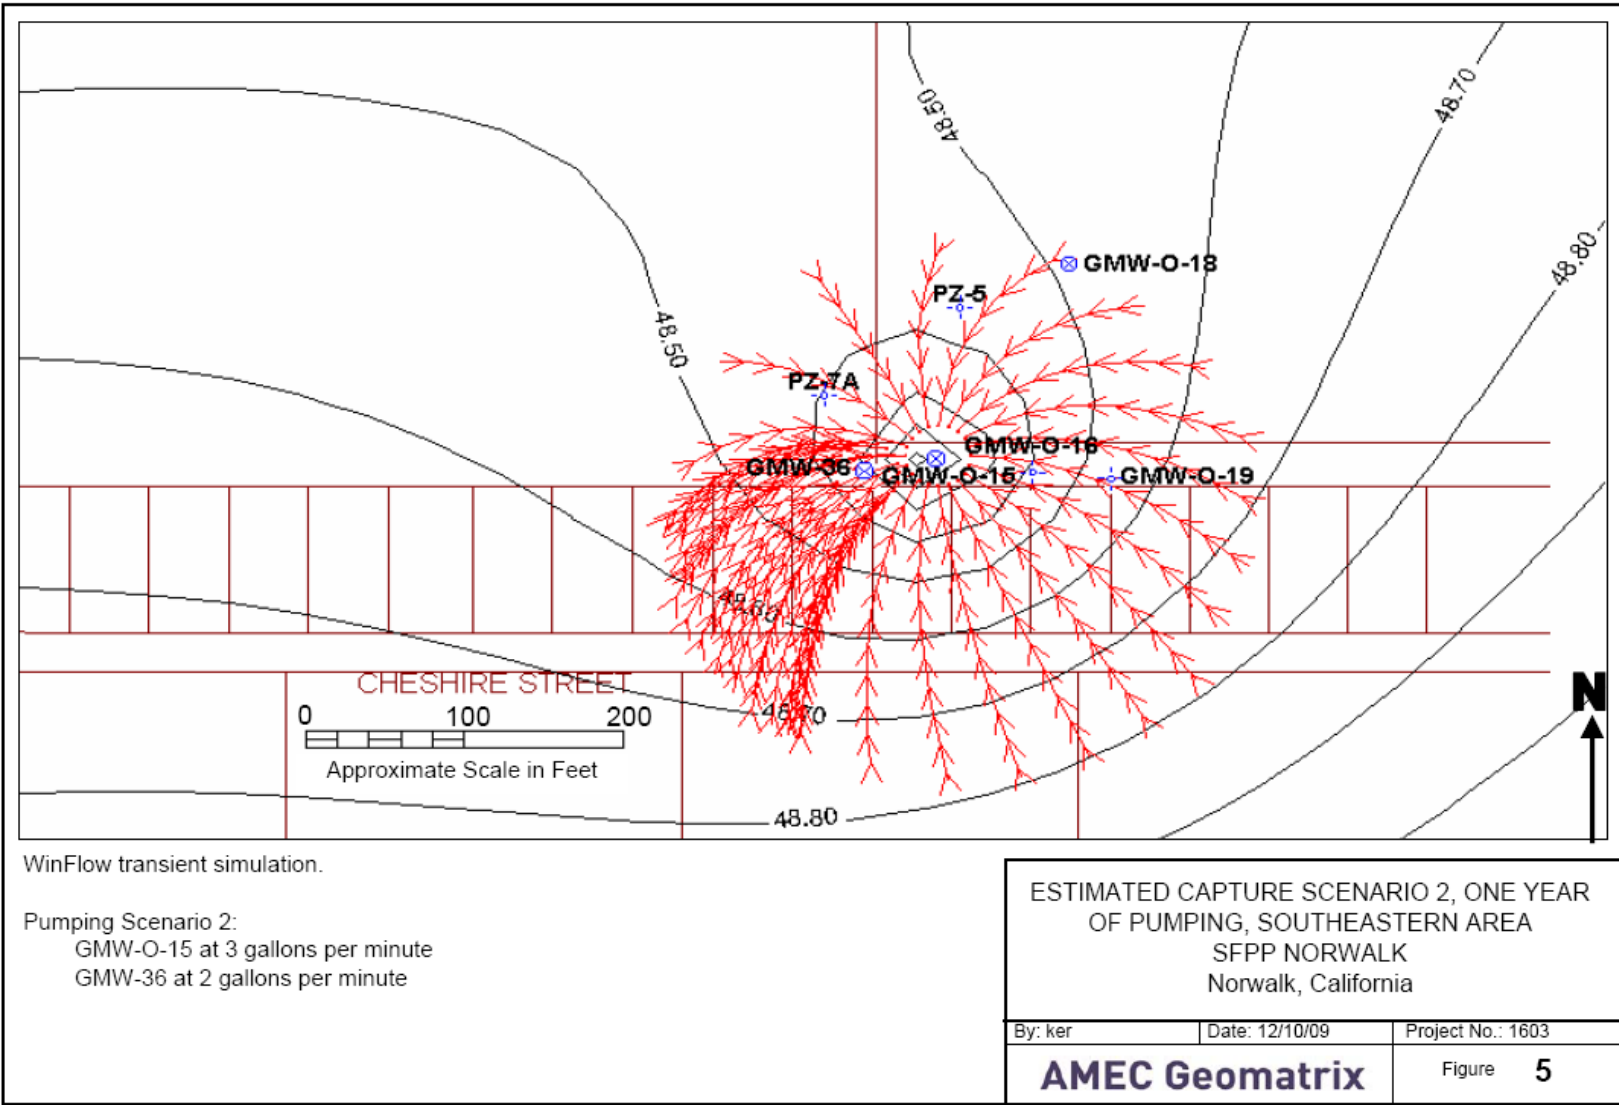 48.50
48.70
48.80
GMW-O-18
PZ-5
48.50
PZ-7A
GMW-O-16
GMW-36
GMW-O-15
GMW-O-19
48.60
CHESHIRE STREET
48.70
0 100 200
Approximate Scale in Feet
48.80
N
WinFlow transient simulation.
Pumping Scenario 2:
GMW-O-15 at 3 gallons per minute
GMW-36 at 2 gallons per minute
ESTIMATED CAPTURE SCENARIO 2, ONE YEAR
OF PUMPING, SOUTHEASTERN AREA
SFPP NORWALK
Norwalk, California
By: ker Date: 12/10/09 Project No.: 1603
AMEC Geomatrix Figure 5